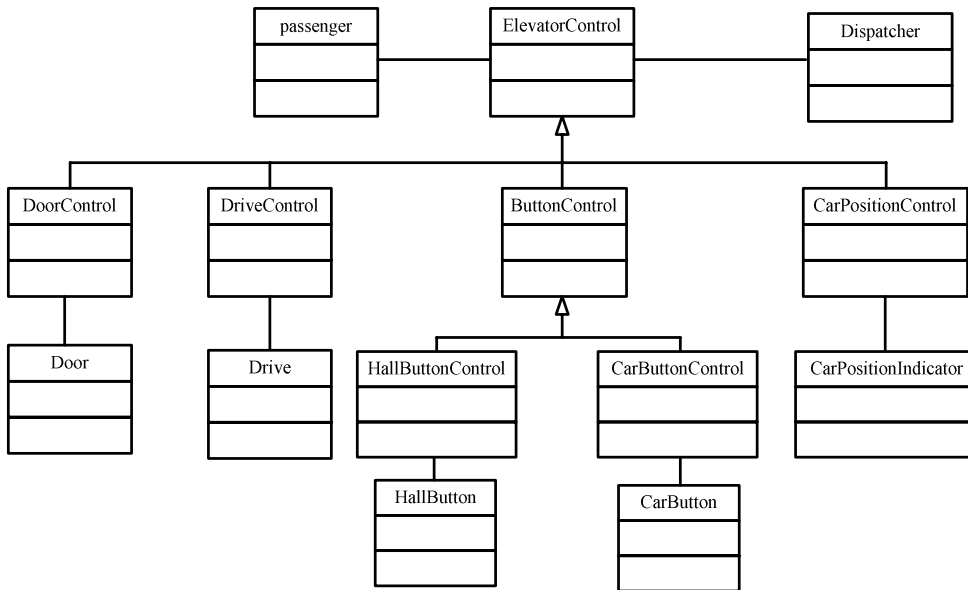 passenger
ElevatorControl
Dispatcher
DoorControl
DriveControl
ButtonControl
CarPositionControl
Door
Drive
HallButtonControl
CarButtonControl
CarPositionIndicator
HallButton
CarButton